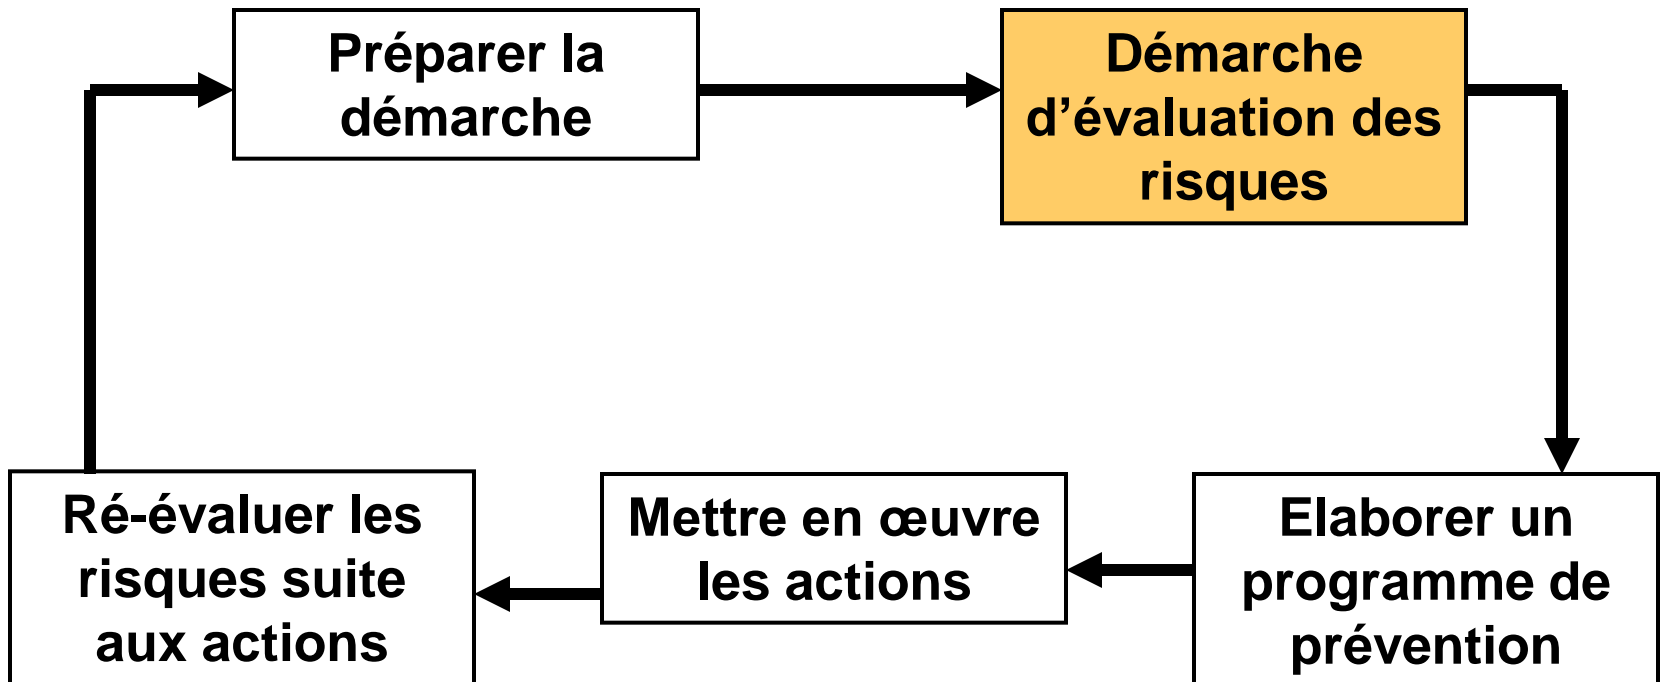 Préparer la
démarche
Démarche
d’évaluation des
risques
Ré-évaluer les
risques suite
aux actions
Mettre en œuvre
les actions
Elaborer un
programme de
prévention